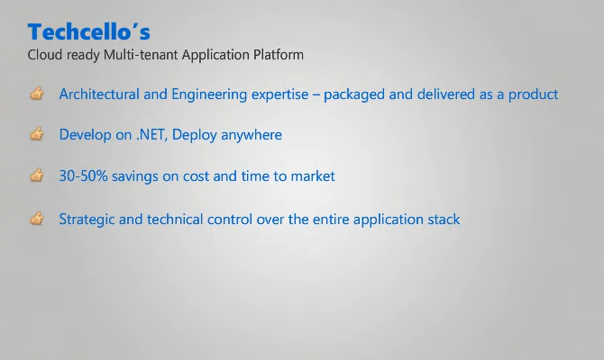 Techcello´s
Cloud ready Multi-tenant Application Platform
Architectural and Engineering expertise – packaged and delivered as a product
Develop on .NET, Deploy anywhere
30-50% savings on cost and time to market
Strategic and technical control over the entire application stack